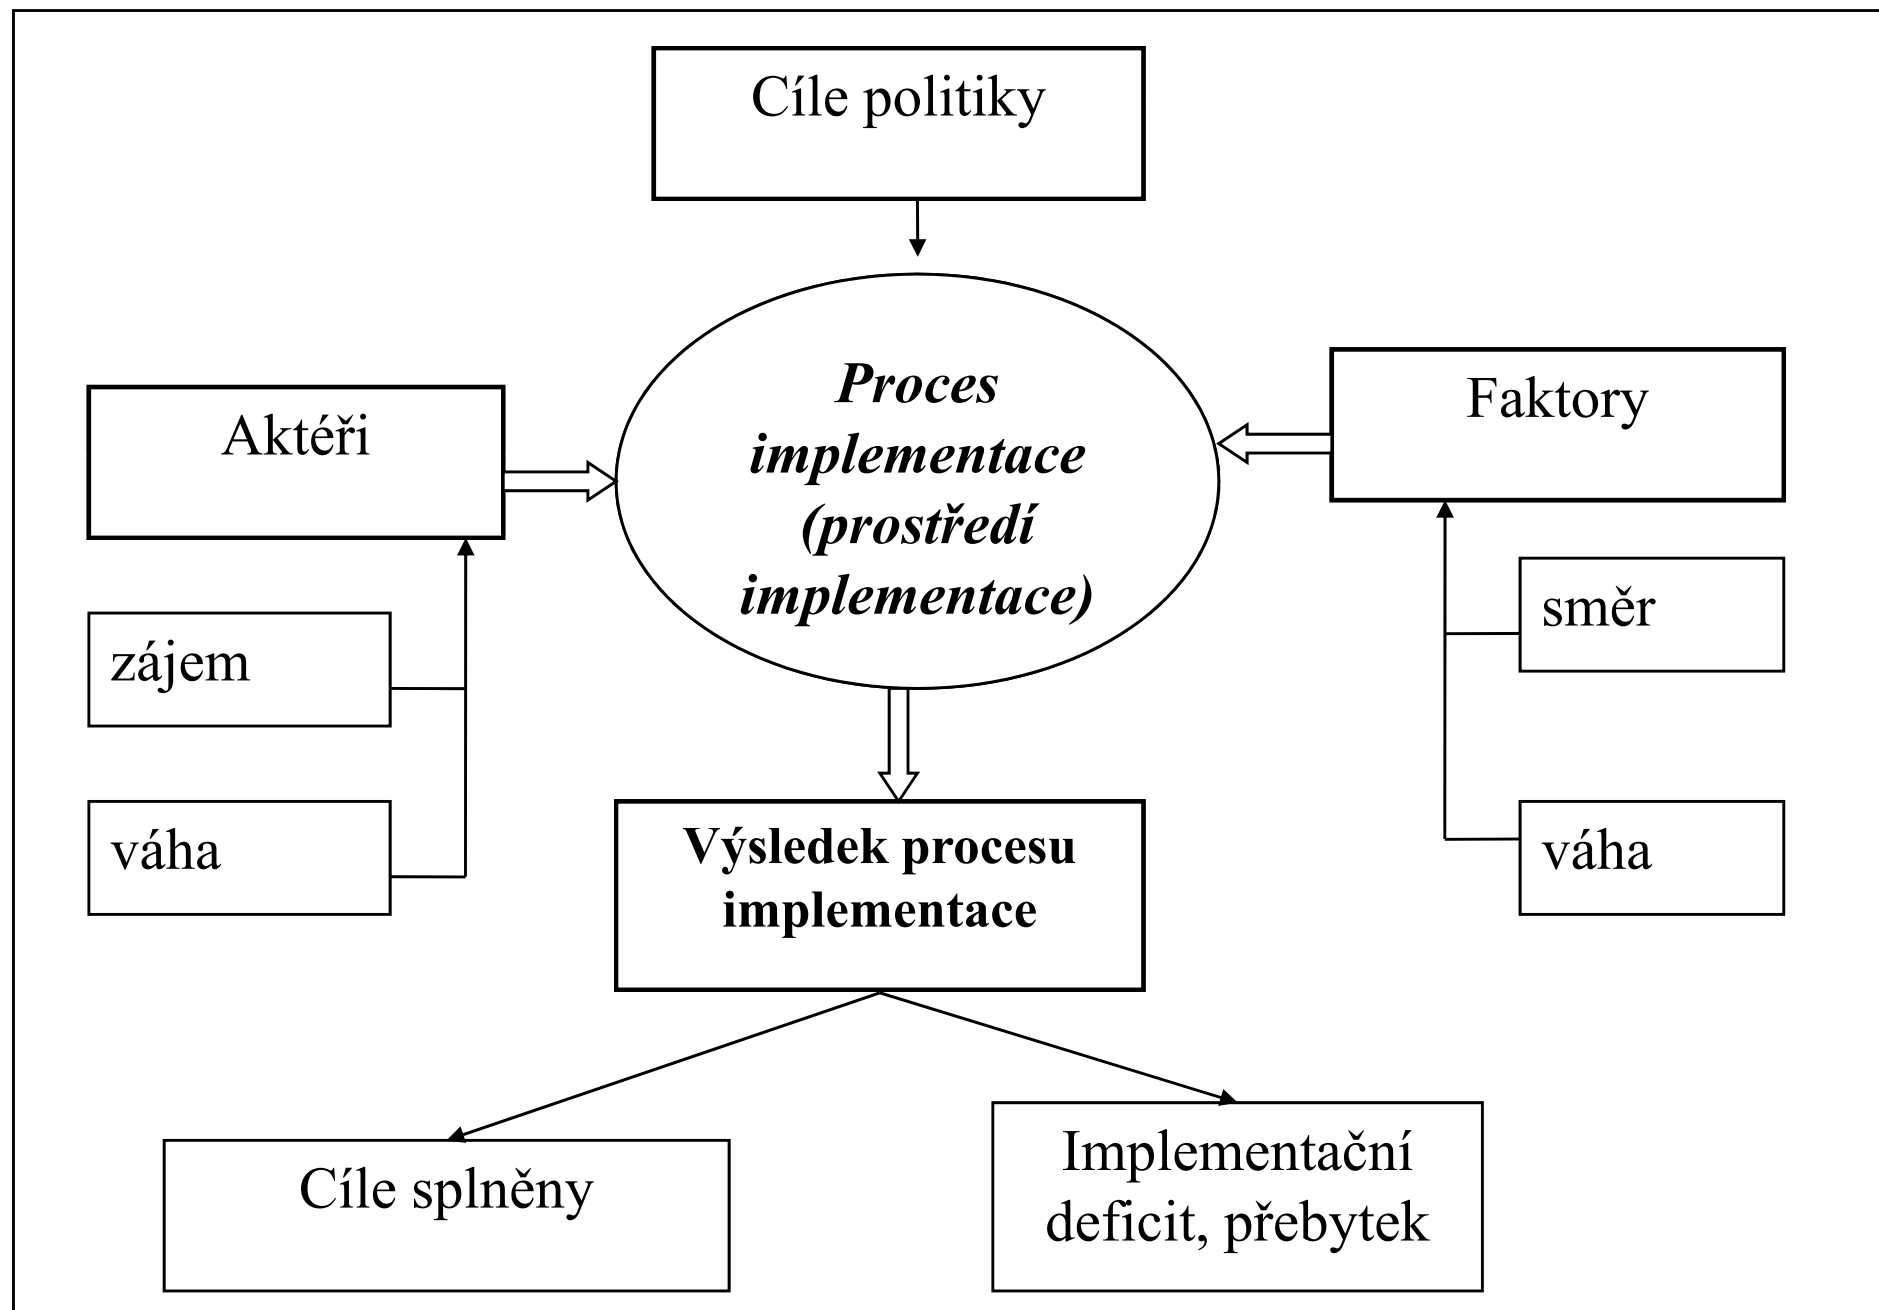 Cíle politiky
Proces
implementace
(prostředí
implementace)
Aktéři
Faktory
zájem
váha
směr
váha
Výsledek procesu
implementace
Cíle splněny
Implementační
deficit, přebytek